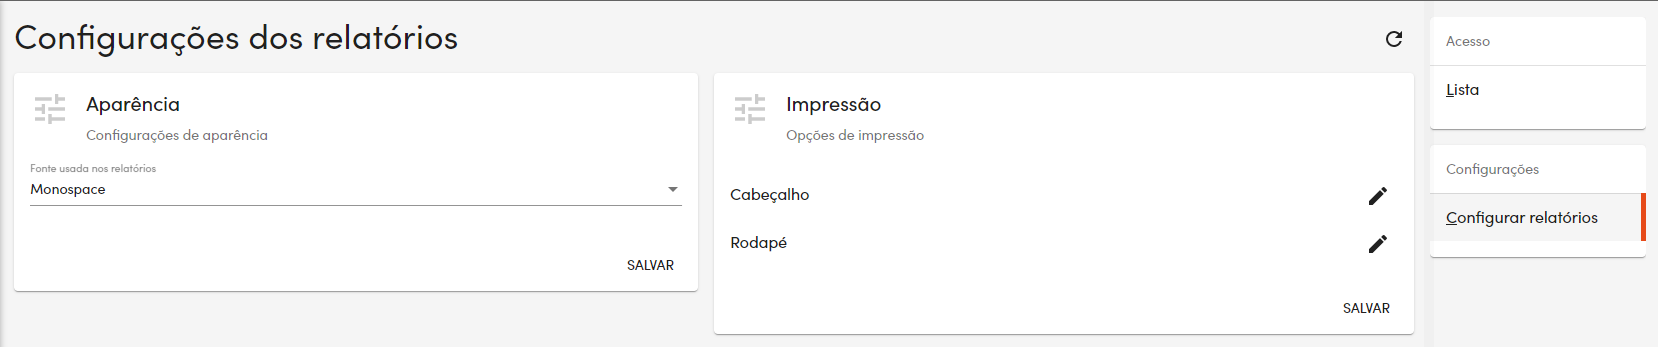 Configurações dos relatórios
Aparência
Configurações de aparência
Fonte usada nos relatórios
Monospace
SALVAR
Impressão
Opções de impressão
Cabeçalho
Rodapé
SALVAR
Acesso
Lista
Configurações
Configurar relatórios